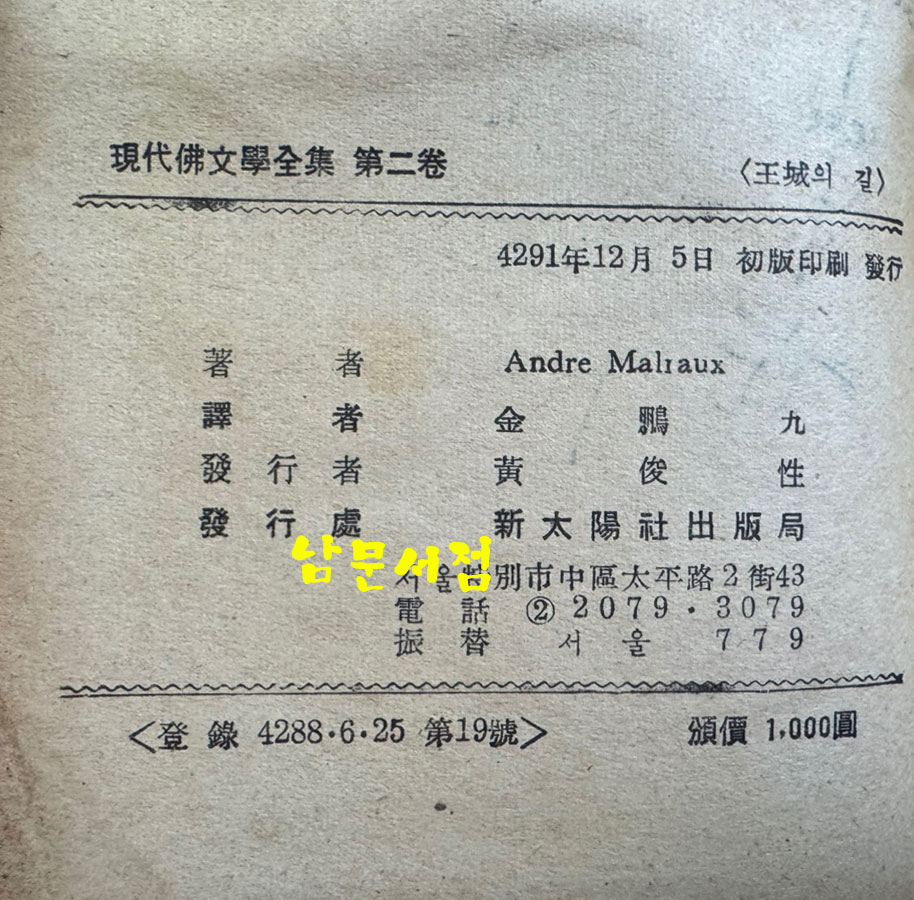 現代佛文學全集 第二卷 〈王城의 길〉
4291年12月 5日 初版印刷 發行
著者 Andre Malraux
譯者 金鵬九
發行者 黃俊性
發行處 新太陽社出版局
남문서점
서울特別市中區太平路2街43
電話 ② 2079·3079
振替 서울 779
〈登錄 4288·6·25 第19號〉 頒價 1,000圓